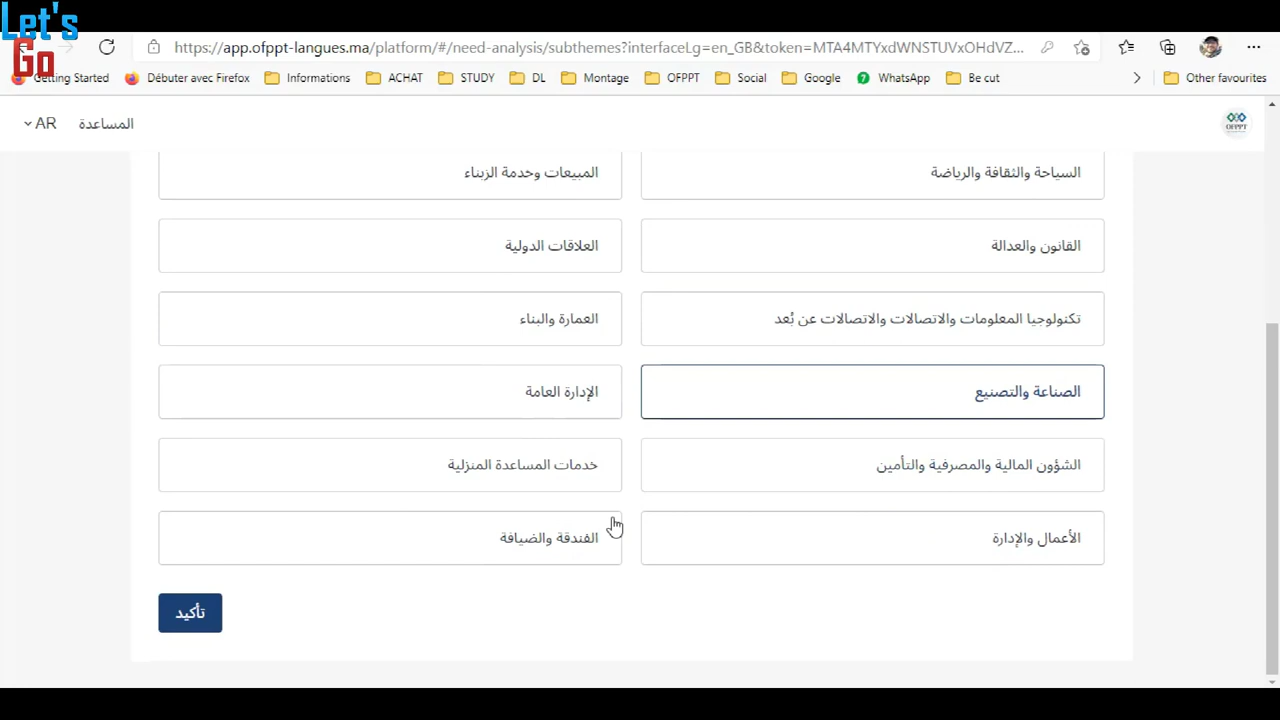 Let's
Go
https://app.ofppt-langues.ma/platform/#/need-analysis/subthemes?interfaceLg=en_GB&token=MTA4MTYxdWNSTUVxOHdVZ...
Getting Started Débuter avec Firefox Informations ACHAT STUDY DL Montage OFPPT Social Google 7 WhatsApp Be cut Other favourites
AR المساعدة OFPPT
السياحة والثقافة والرياضة
المبيعات وخدمة الزبناء
القانون والعدالة
العلاقات الدولية
تكنولوجيا المعلومات والاتصالات والاتصالات عن بُعد
العمارة والبناء
الصناعة والتصنيع
الإدارة العامة
الشؤون المالية والمصرفية والتأمين
خدمات المساعدة المنزلية
الأعمال والإدارة
الفندقة والضيافة
تأكيد